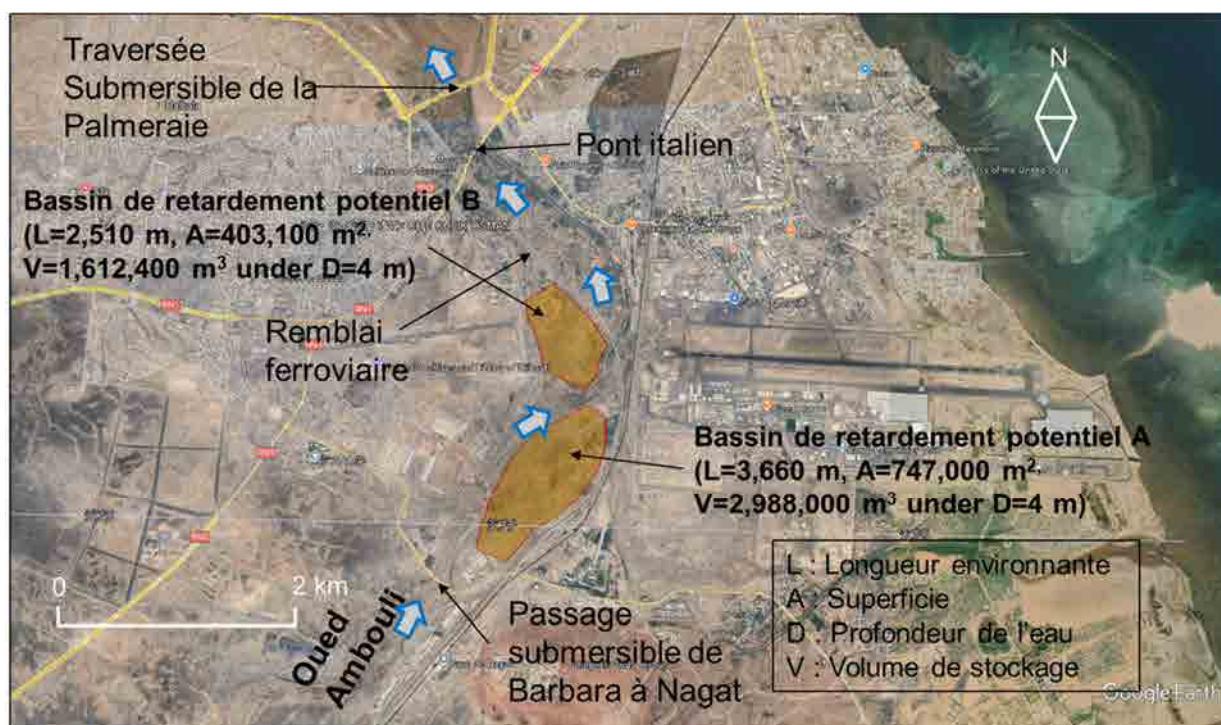 Traversée
Submersible de la
Palmeraie
N
Pont italien
Bassin de retardement potentiel B
(L=2,510 m, A=403,100 m2,
V=1,612,400 m3 under D=4 m)
Remblai
ferroviaire
Bassin de retardement potentiel A
(L=3,660 m, A=747,000 m2,
V=2,988,000 m3 under D=4 m)
0 2 km
Oued
Ambouli
Passage
submersible de
Barbara à Nagat
L : Longueur environnante
A : Superficie
D : Profondeur de l'eau
V : Volume de stockage
Google Earth